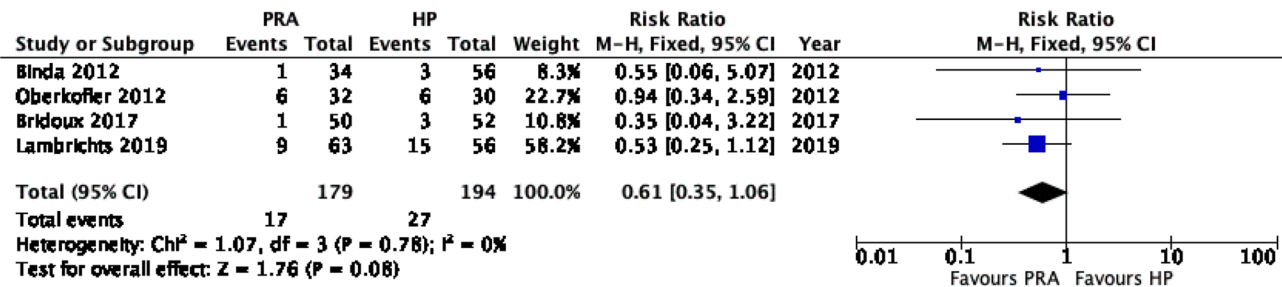 PRA HP Risk Ratio Risk Ratio
Study or Subgroup Events Total Events Total Weight M-H, Fixed, 95% CI Year M-H, Fixed, 95% CI
Binda 2012 1 34 3 56 8.3% 0.55 [0.06, 5.07] 2012
Oberkofler 2012 6 32 6 30 22.7% 0.94 [0.34, 2.59] 2012
Bridoux 2017 1 50 3 52 10.8% 0.35 [0.04, 3.22] 2017
Lambrichts 2019 9 63 15 56 58.2% 0.53 [0.25, 1.12] 2019
Total (95% CI) 179 194 100.0% 0.61 [0.35, 1.06]
Total events 17 27
Heterogeneity: Chi² = 1.07, df = 3 (P = 0.78); I² = 0%
Test for overall effect: Z = 1.76 (P = 0.08)
0.01 0.1 1 10 100
Favours PRA Favours HP